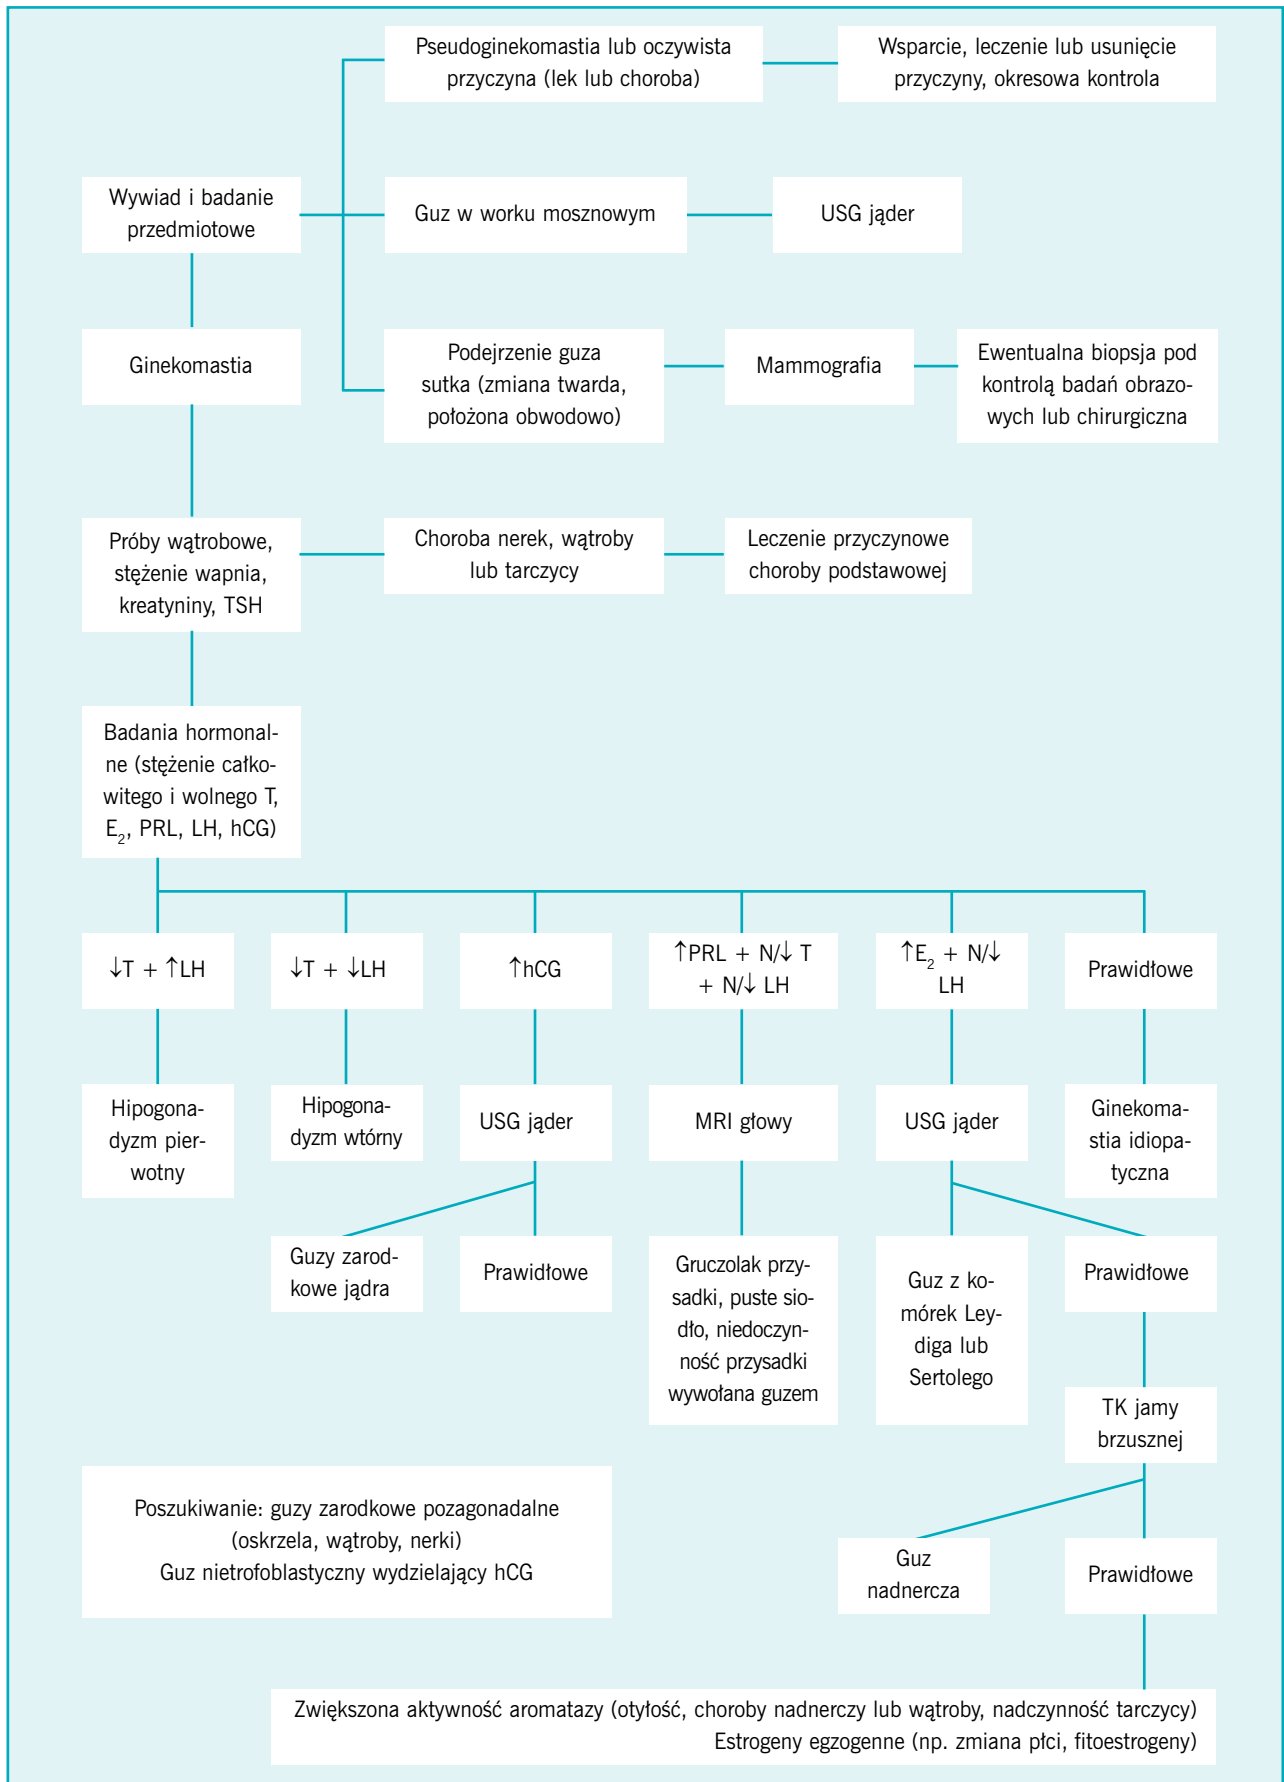 Pseudoginekomastia lub oczywista
przyczyna (lek lub choroba)
Wsparcie, leczenie lub usunięcie
przyczyny, okresowa kontrola
Wywiad i badanie
przedmiotowe
Guz w worku mosznowym
USG jąder
Ginekomastia
Podejrzenie guza
sutka (zmiana twarda,
położona obwodowo)
Mammografia
Ewentualna biopsja pod
kontrolą badań obrazo-
wych lub chirurgiczna
Próby wątrobowe,
stężenie wapnia,
kreatyniny, TSH
Choroba nerek, wątroby
lub tarczycy
Leczenie przyczynowe
choroby podstawowej
Badania hormonal-
ne (stężenie całko-
witego i wolnego T,
E₂, PRL, LH, hCG)
↓T + ↑LH
↓T + ↓LH
↑hCG
↑PRL + N/↓ T
+ N/↓ LH
↑E₂ + N/↓
LH
Prawidłowe
Hipogona-
dyzm pier-
wotny
Hipogona-
dyzm wtórny
USG jąder
MRI głowy
USG jąder
Ginekoma-
stia idiopa-
tyczna
Guzy zarod-
kowe jądra
Prawidłowe
Gruczolak przy-
sadki, puste sio-
dło, niedoczyn-
ność przysadki
wywołana guzem
Guz z ko-
mórek Ley-
diga lub
Sertolego
Prawidłowe
TK jamy
brzusznej
Poszukiwanie: guzy zarodkowe pozagonadalne
(oskrzela, wątroby, nerki)
Guz nietrofoblastyczny wydzielający hCG
Guz
nadnercza
Prawidłowe
Zwiększona aktywność aromatazy (otyłość, choroby nadnerczy lub wątroby, nadczynność tarczycy)
Estrogeny egzogenne (np. zmiana płci, fitoestrogeny)